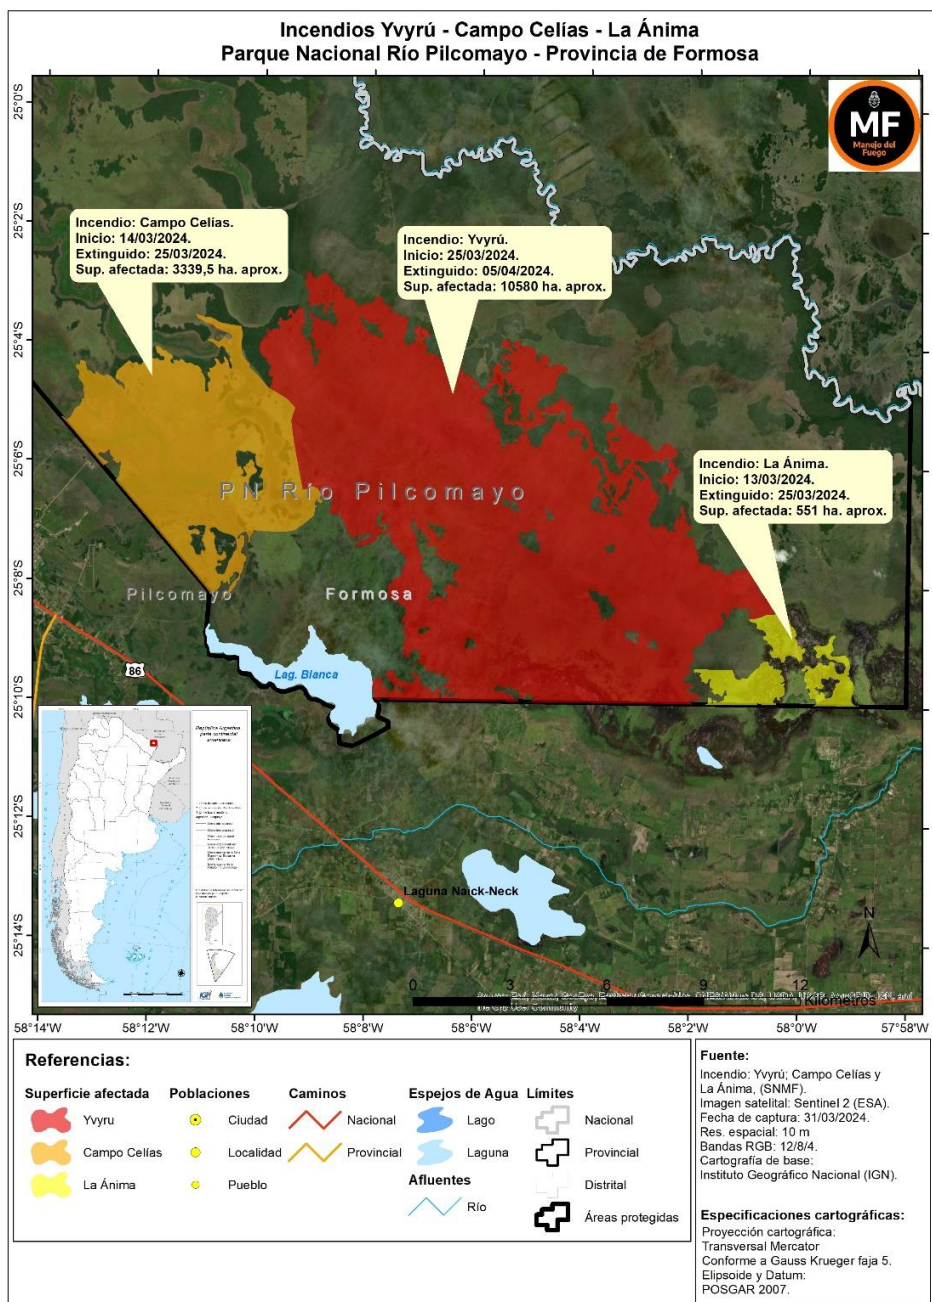 Incendios Yvyrú - Campo Celías - La Ánima
Parque Nacional Río Pilcomayo - Provincia de Formosa
MF
Manejo del
Fuego
25°0'S
25°2'S
25°4'S
25°6'S
25°8'S
25°10'S
25°12'S
25°14'S
Incendio: Campo Celías.
Inicio: 14/03/2024.
Extinguido: 25/03/2024.
Sup. afectada: 3339,5 ha. aprox.
Incendio: Yvyrú.
Inicio: 25/03/2024.
Extinguido: 05/04/2024.
Sup. afectada: 10580 ha. aprox.
Incendio: La Ánima.
Inicio: 13/03/2024.
Extinguido: 25/03/2024.
Sup. afectada: 551 ha. aprox.
PN Río Pilcomayo
Pilcomayo
Formosa
86
Lag. Blanca
Laguna Naick-Neck
N
0 3 6 9 12
Kilometros
IGN
58°14'W 58°12'W 58°10'W 58°8'W 58°6'W 58°4'W 58°2'W 58°0'W 57°58'W
Referencias:
Superficie afectada
Yvyru
Campo Celías
La Ánima
Poblaciones
Ciudad
Localidad
Pueblo
Caminos
Nacional
Provincial
Espejos de Agua
Lago
Laguna
Afluentes
Río
Límites
Nacional
Provincial
Distrital
Áreas protegidas
Fuente:
Incendio: Yvyrú; Campo Celías y
La Ánima, (SNMF).
Imagen satelital: Sentinel 2 (ESA).
Fecha de captura: 31/03/2024.
Res. espacial: 10 m
Bandas RGB: 12/8/4.
Cartografía de base:
Instituto Geográfico Nacional (IGN).
Especificaciones cartográficas:
Proyección cartográfica:
Transversal Mercator
Conforme a Gauss Krueger faja 5.
Elipsoide y Datum:
POSGAR 2007.